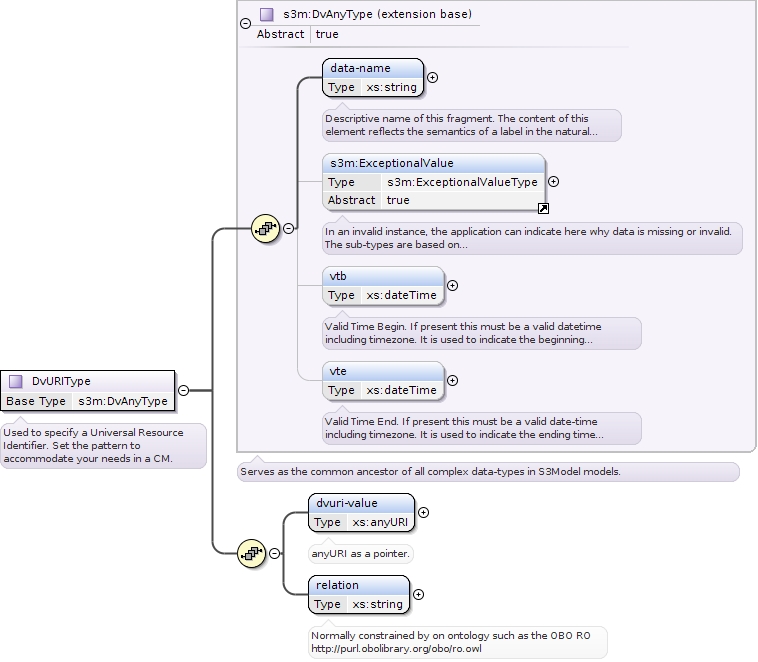 s3m:DvAnyType (extension base)
Abstract true
data-name
Type xs:string
Descriptive name of this fragment. The content of this
element reflects the semantics of a label in the natural...
s3m:ExceptionalValue
Type s3m:ExceptionalValueType
Abstract true
In an invalid instance, the application can indicate here why data is missing or invalid.
The sub-types are based on...
vtb
Type xs:dateTime
Valid Time Begin. If present this must be a valid datetime
including timezone. It is used to indicate the beginning...
vte
Type xs:dateTime
Valid Time End. If present this must be a valid date-time
including timezone. It is used to indicate the ending time...
Serves as the common ancestor of all complex data-types in S3Model models.
DvURIType
Base Type s3m:DvAnyType
Used to specify a Universal Resource
Identifier. Set the pattern to
accommodate your needs in a CM.
dvuri-value
Type xs:anyURI
anyURI as a pointer.
relation
Type xs:string
Normally constrained by on ontology such as the OBO RO
http://purl.obolibrary.org/obo/ro.owl